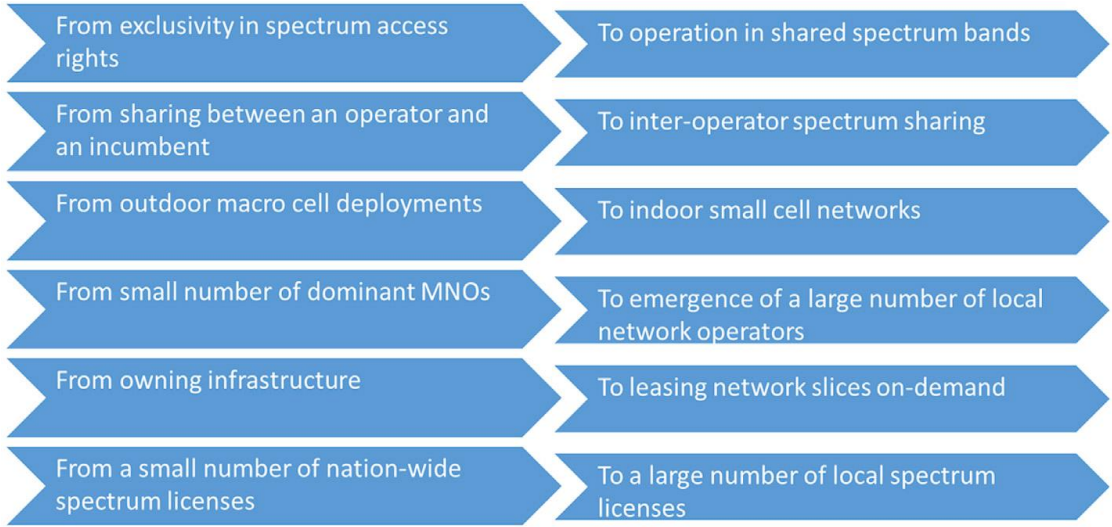 From exclusivity in spectrum access
rights
To operation in shared spectrum bands
From sharing between an operator and
an incumbent
To inter-operator spectrum sharing
From outdoor macro cell deployments
To indoor small cell networks
From small number of dominant MNOs
To emergence of a large number of local
network operators
From owning infrastructure
To leasing network slices on-demand
From a small number of nation-wide
spectrum licenses
To a large number of local spectrum
licenses